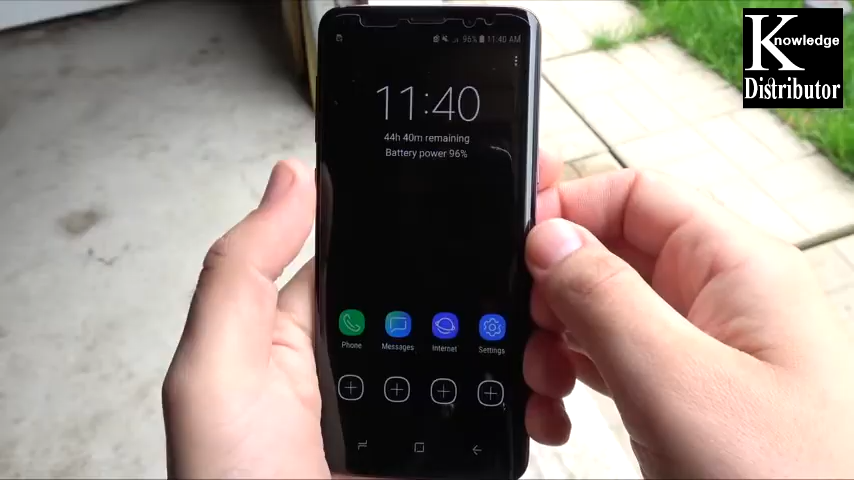 Knowledge
Distributor
96% 11:40 AM
11:40
44h 40m remaining
Battery power 96%
Phone
Messages
Internet
Settings